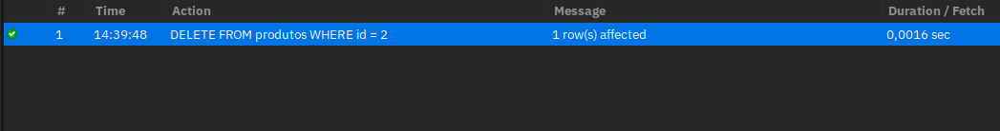 # Time Action Message Duration / Fetch
1 14:39:48 DELETE FROM produtos WHERE id = 2 1 row(s) affected 0,0016 sec